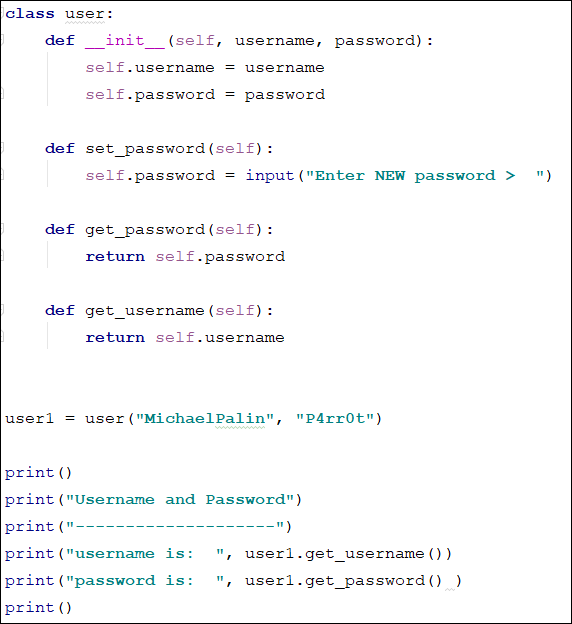 class user:
    def __init__(self, username, password):
        self.username = username
        self.password = password
    def set_password(self):
        self.password = input("Enter NEW password >  ")
    def get_password(self):
        return self.password
    def get_username(self):
        return self.username
user1 = user("MichaelPalin", "P4rr0t")
print()
print("Username and Password")
print("--------------------")
print("username is:  ", user1.get_username())
print("password is:  ", user1.get_password() )
print()